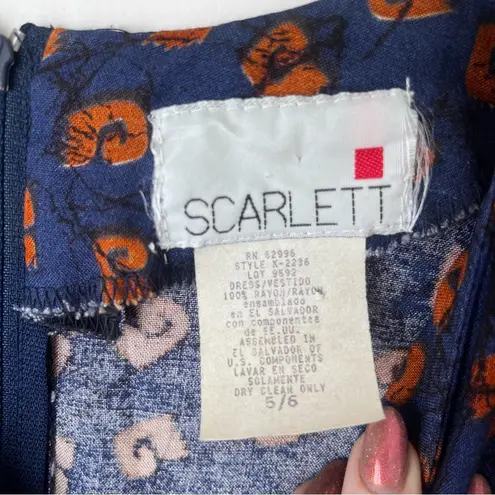 SCARLETT
RN 62996
STYLE X-2236
LOT 9592
DRESS/VESTIDO
100% RAYON/RAYON
ensamblado
en EL SALVADOR
con componentes
de EE.UU.
ASSEMBLED IN
EL SALVADOR OF
U.S. COMPONENTS
LAVAR EN SECO
SOLAMENTE
DRY CLEAN ONLY
5/6